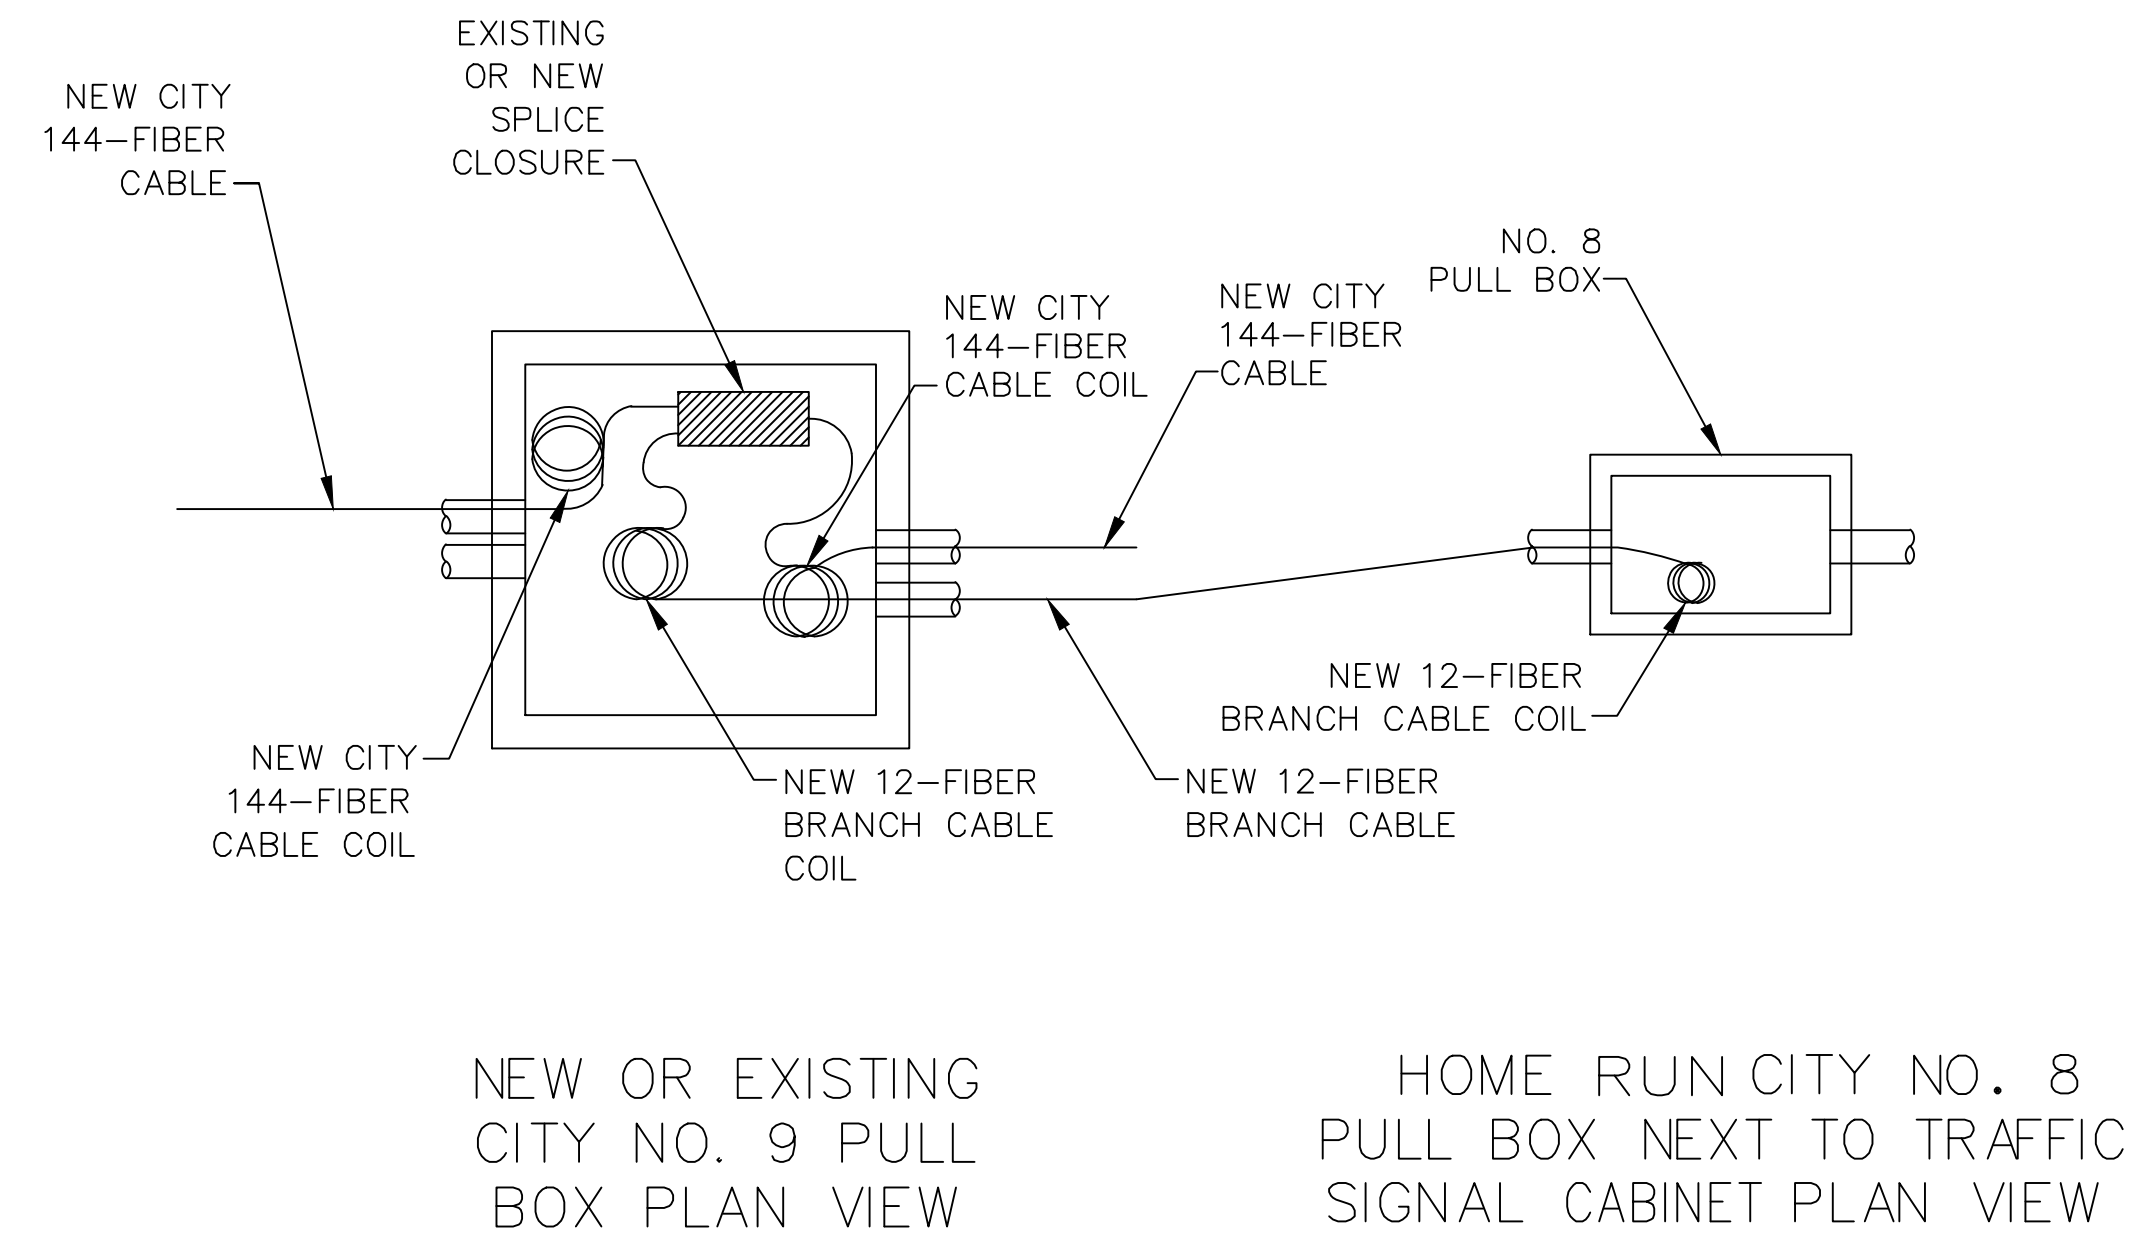 EXISTING
OR NEW
SPLICE
CLOSURE
NEW CITY
144-FIBER
CABLE
NO. 8
PULL BOX
NEW CITY
144-FIBER
CABLE COIL
NEW CITY
144-FIBER
CABLE
NEW 12-FIBER
BRANCH CABLE COIL
NEW CITY
144-FIBER
CABLE COIL
NEW 12-FIBER
BRANCH CABLE
COIL
NEW 12-FIBER
BRANCH CABLE
NEW OR EXISTING
CITY NO. 9 PULL
BOX PLAN VIEW
HOME RUN CITY NO. 8
PULL BOX NEXT TO TRAFFIC
SIGNAL CABINET PLAN VIEW